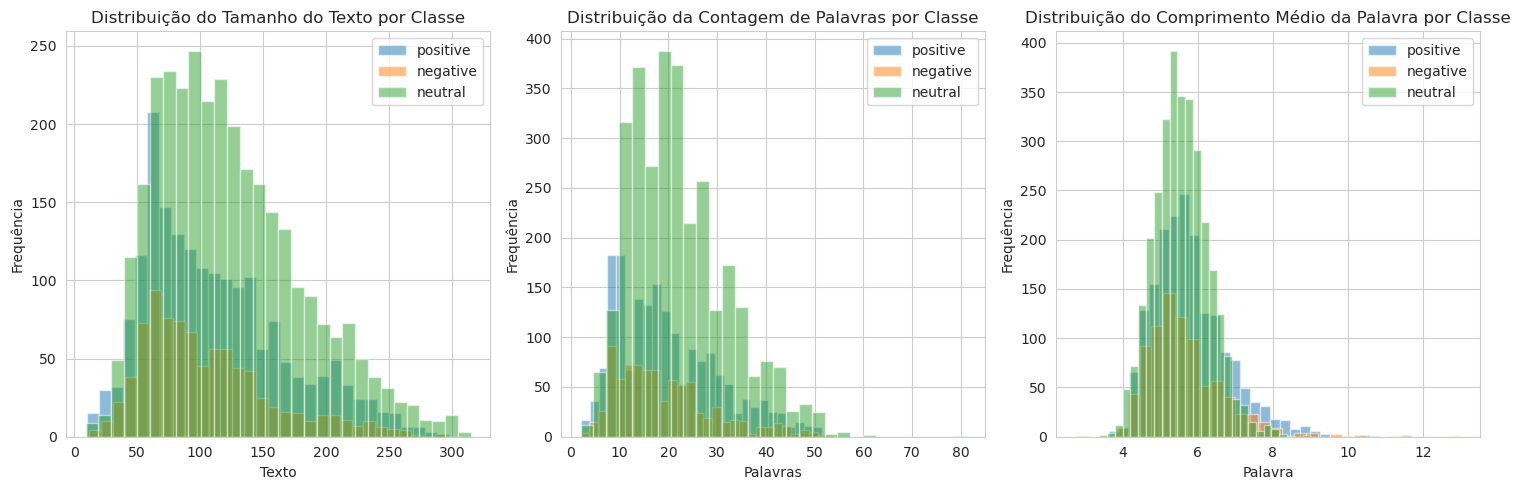 Distribuição do Tamanho do Texto por Classe
250
200
150
100
50
0
Frequência
0 50 100 150 200 250 300
Texto
positive
negative
neutral
Distribuição da Contagem de Palavras por Classe
400
350
300
250
200
150
100
50
0
Frequência
0 10 20 30 40 50 60 70 80
Palavras
positive
negative
neutral
Distribuição do Comprimento Médio da Palavra por Classe
400
350
300
250
200
150
100
50
0
Frequência
4 6 8 10 12
Palavra
positive
negative
neutral